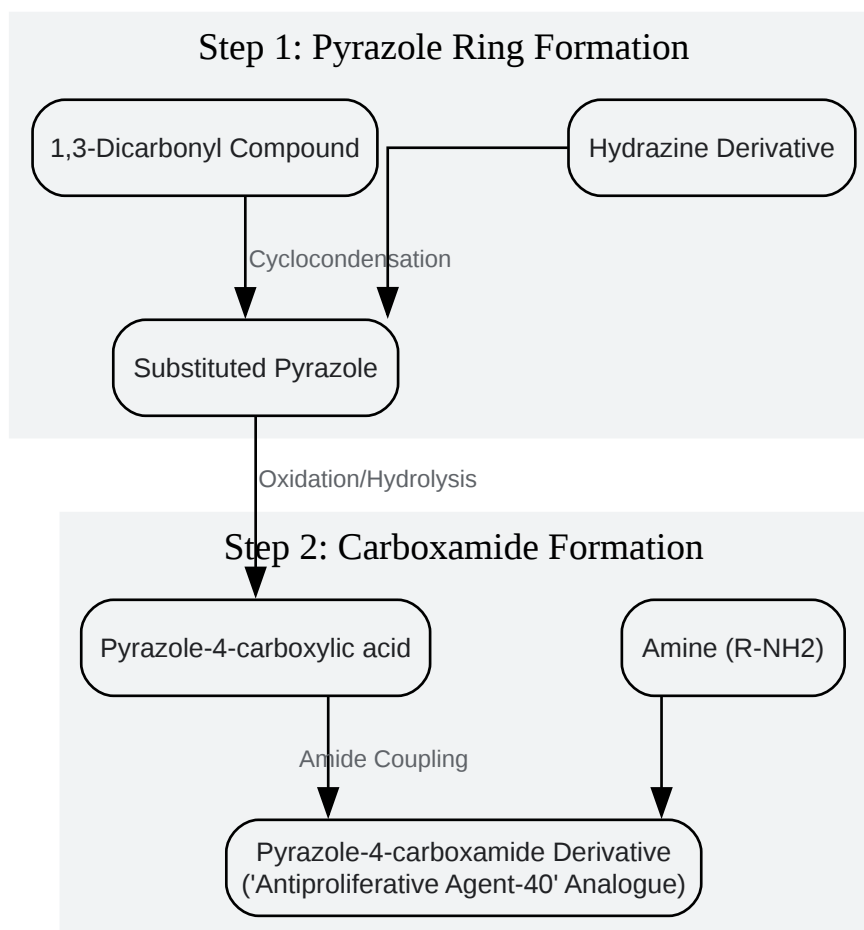 Step 1: Pyrazole Ring Formation
1,3-Dicarbonyl Compound
Hydrazine Derivative
Cyclocondensation
Substituted Pyrazole
Oxidation/Hydrolysis
Step 2: Carboxamide Formation
Pyrazole-4-carboxylic acid
Amine (R-NH2)
Amide Coupling
Pyrazole-4-carboxamide Derivative
('Antiproliferative Agent-40' Analogue)